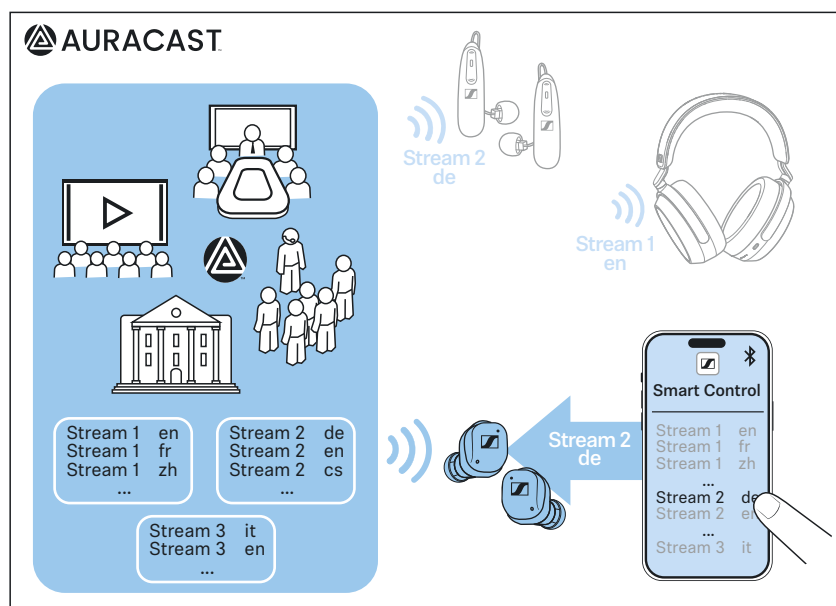 AURACAST™
Stream 2
de
Stream 1
en
Stream 1 en
Stream 1 fr
Stream 1 zh
...
Stream 2 de
Stream 2 en
Stream 2 cs
...
Stream 3 it
Stream 3 en
...
Stream 2
de
Smart Control
Stream 1 en
Stream 1 fr
Stream 1 zh
...
Stream 2 de
Stream 2 en
...
Stream 3 it